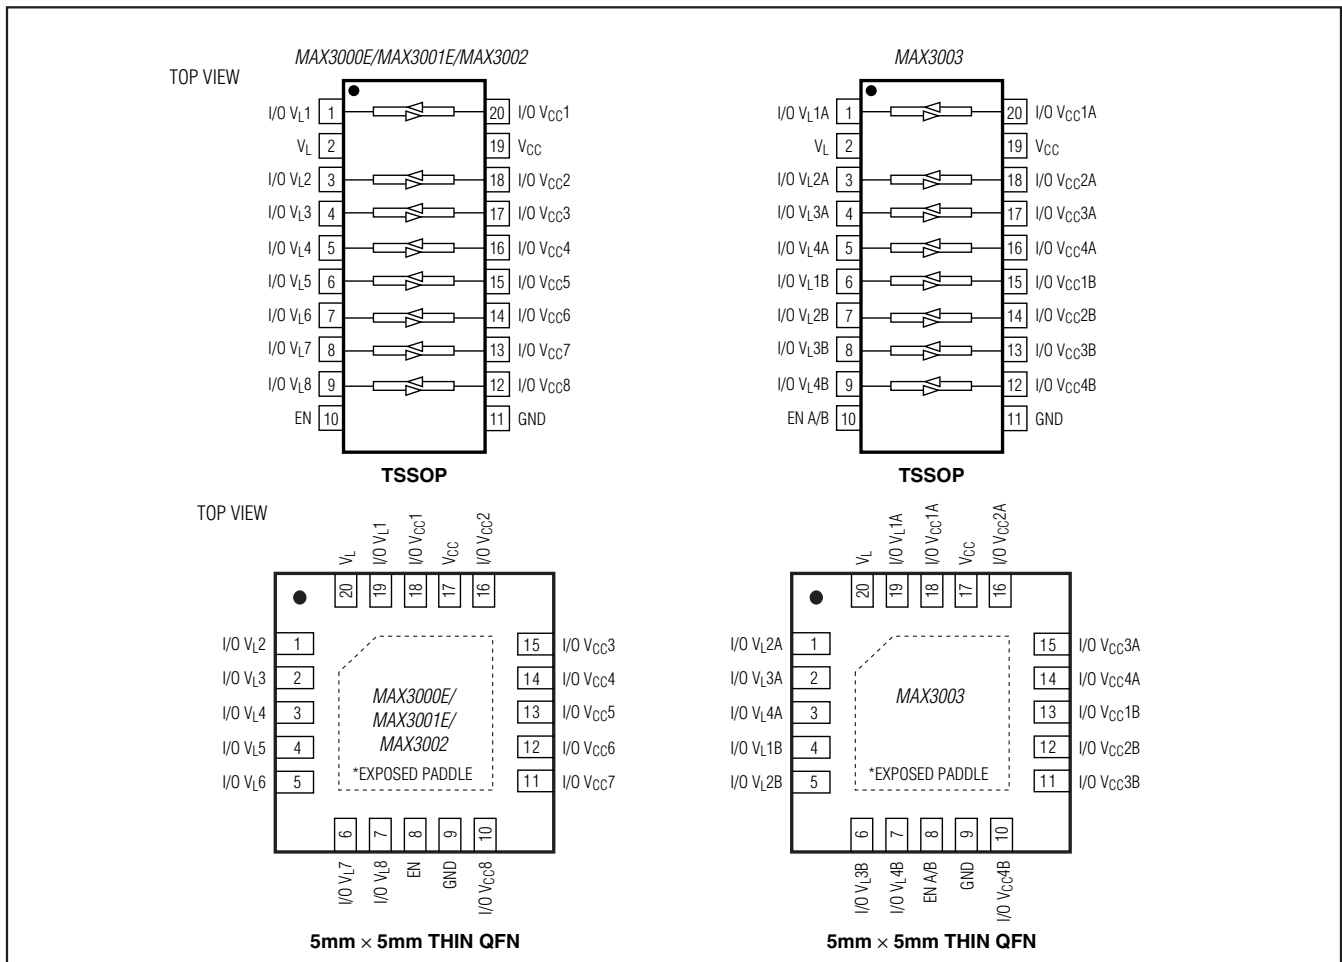 MAX3000E/MAX3001E/MAX3002
MAX3003
TOP VIEW
I/O VL1 1 20 I/O VCC1
VL 2 19 VCC
I/O VL2 3 18 I/O VCC2
I/O VL3 4 17 I/O VCC3
I/O VL4 5 16 I/O VCC4
I/O VL5 6 15 I/O VCC5
I/O VL6 7 14 I/O VCC6
I/O VL7 8 13 I/O VCC7
I/O VL8 9 12 I/O VCC8
EN 10 11 GND
TSSOP
I/O VL1A 1 20 I/O VCC1A
VL 2 19 VCC
I/O VL2A 3 18 I/O VCC2A
I/O VL3A 4 17 I/O VCC3A
I/O VL4A 5 16 I/O VCC4A
I/O VL1B 6 15 I/O VCC1B
I/O VL2B 7 14 I/O VCC2B
I/O VL3B 8 13 I/O VCC3B
I/O VL4B 9 12 I/O VCC4B
EN A/B 10 11 GND
TSSOP
TOP VIEW
VL I/O VL1 I/O VCC1 VCC I/O VCC2
20 19 18 17 16
I/O VL2 1 15 I/O VCC3
I/O VL3 2 14 I/O VCC4
I/O VL4 3 13 I/O VCC5
I/O VL5 4 12 I/O VCC6
I/O VL6 5 11 I/O VCC7
MAX3000E/
MAX3001E/
MAX3002
*EXPOSED PADDLE
6 7 8 9 10
I/O VL7 I/O VL8 EN GND I/O VCC8
5mm × 5mm THIN QFN
VL I/O VL1A I/O VCC1A VCC I/O VCC2A
20 19 18 17 16
I/O VL2A 1 15 I/O VCC3A
I/O VL3A 2 14 I/O VCC4A
I/O VL4A 3 13 I/O VCC1B
I/O VL1B 4 12 I/O VCC2B
I/O VL2B 5 11 I/O VCC3B
MAX3003
*EXPOSED PADDLE
6 7 8 9 10
I/O VL3B I/O VL4B EN A/B GND I/O VCC4B
5mm × 5mm THIN QFN